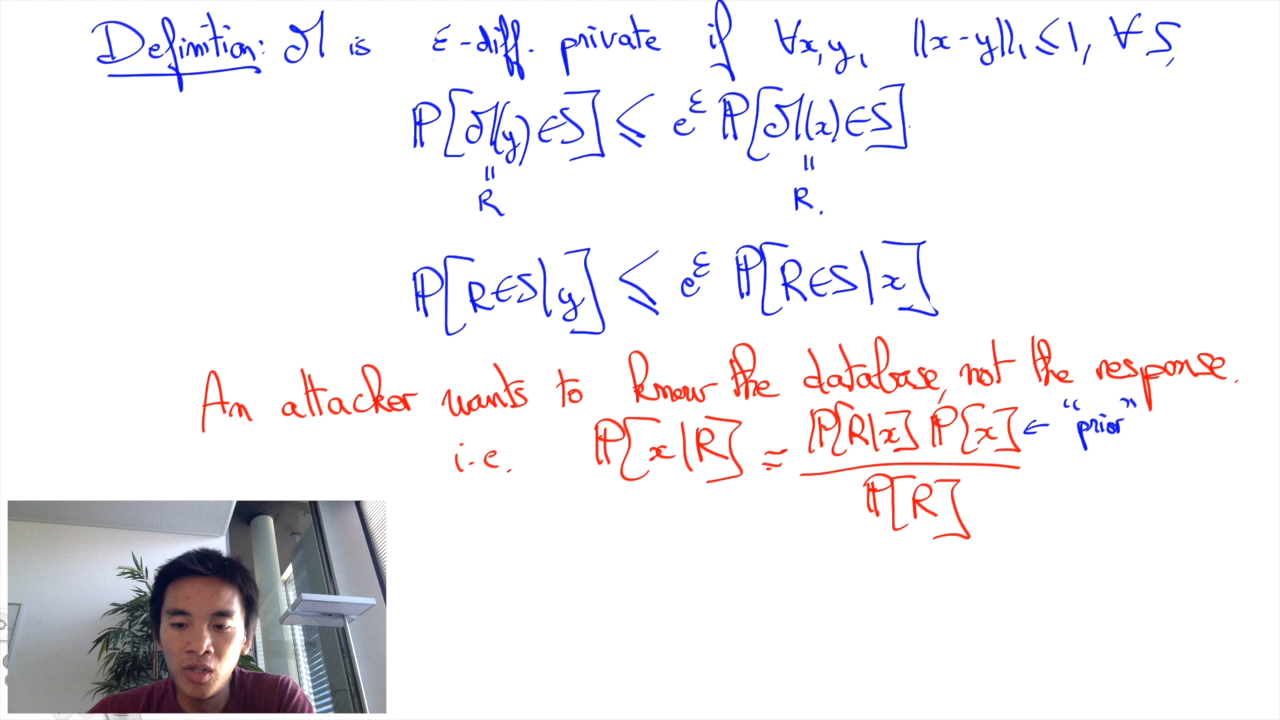 Definition: M is ε-diff. private if ∀x,y, ||x-y||₁ ≤ 1, ∀ S,
P[M(y) ∈ S] ≤ e^ε P[M(x) ∈ S].
= =
R R.
P[R ∈ S | y] ≤ e^ε P[R ∈ S | x]
An attacker wants to know the database, not the response.
i.e. P[x | R] = P[R | x] P[x] ← "prior"
P[R]